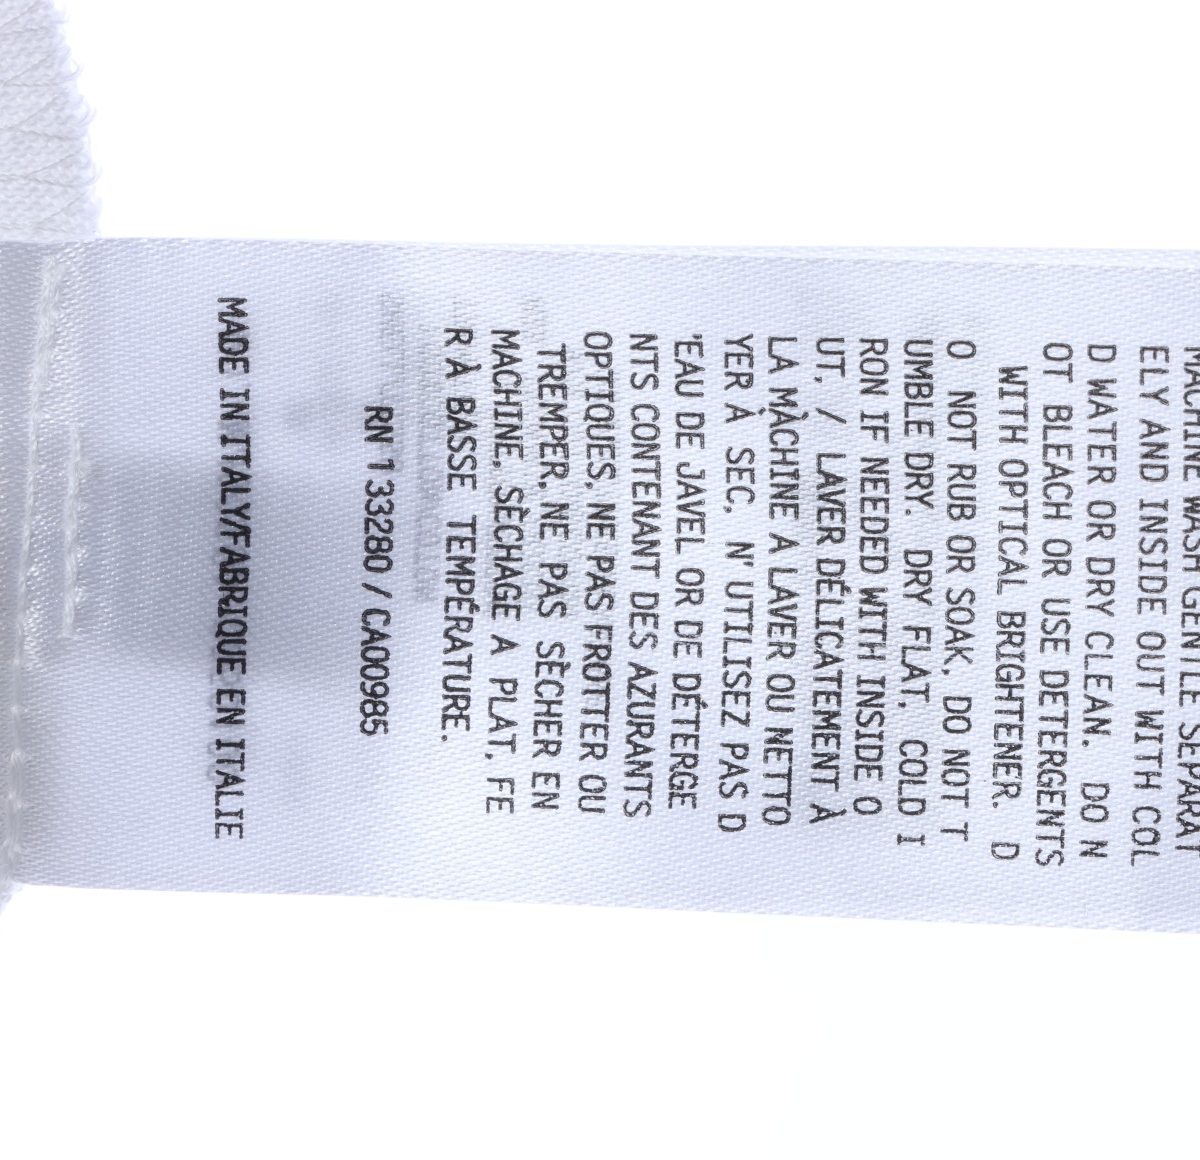 MACHINE WASH GENTLE SEPARAT
ELY AND INSIDE OUT WITH COL
D WATER OR DRY CLEAN. DO N
OT BLEACH OR USE DETERGENTS
WITH OPTICAL BRIGHTENER. D
O NOT RUB OR SOAK. DO NOT T
UMBLE DRY. DRY FLAT. COLD I
RON IF NEEDED WITH INSIDE O
UT. / LAVER DÉLICATEMENT À
LA MÀCHINE A LAVER OU NETTO
YER À SEC. N'UTILISEZ PAS D
'EAU DE JAVEL OR DE DÉTERGE
NTS CONTENANT DES AZURANTS
OPTIQUES. NE PAS FROTTER OU
TREMPER. NE PAS SÈCHER EN
MACHINE. SÈCHAGE A PLAT. FE
R À BASSE TEMPÉRATURE.
RN 133280 / CA00985
MADE IN ITALY/FABRIQUE EN ITALIE